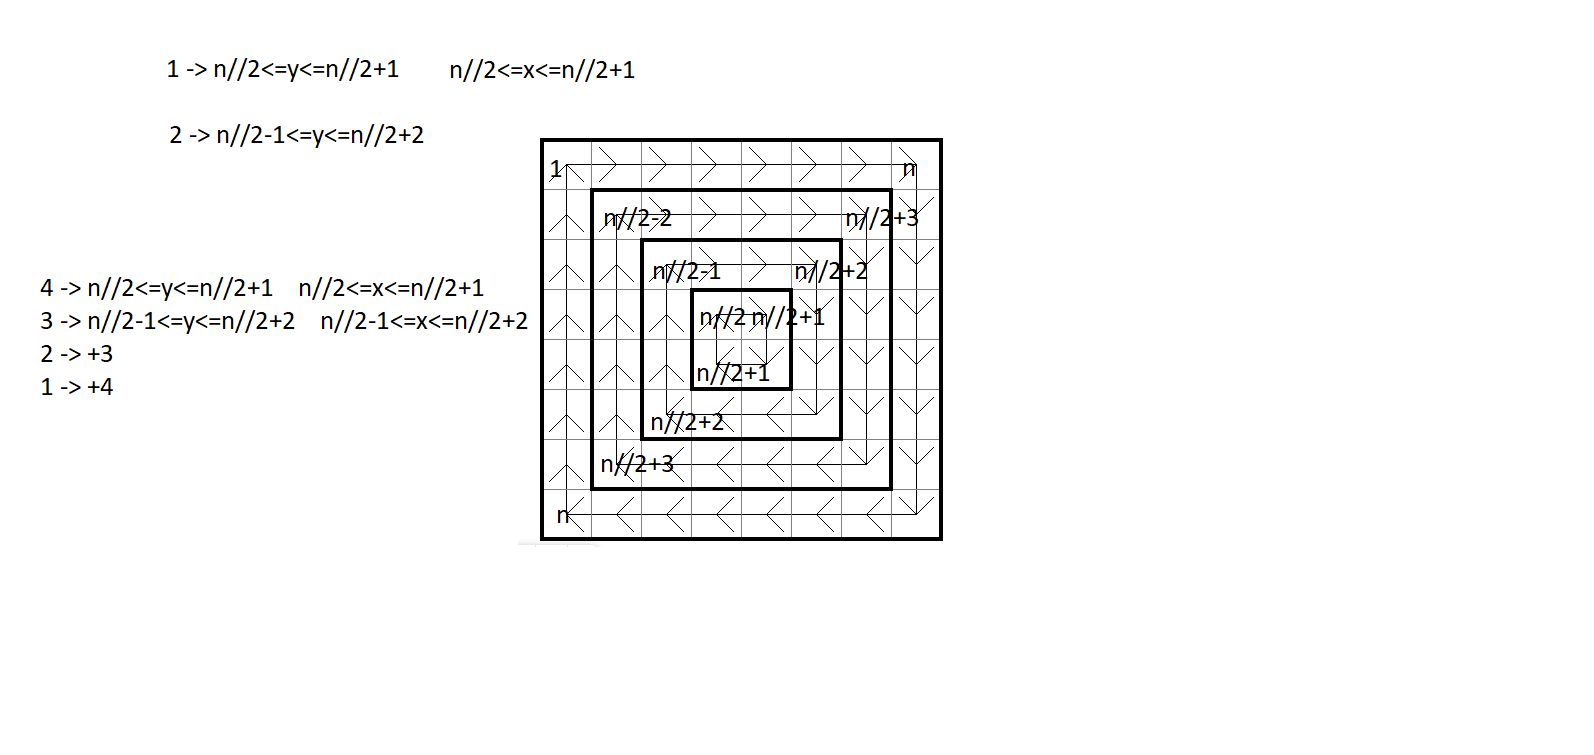 1 -> n//2<=y<=n//2+1 n//2<=x<=n//2+1
2 -> n//2-1<=y<=n//2+2
1 n
n//2-2 n//2+3
n//2-1 n//2+2
4 -> n//2<=y<=n//2+1 n//2<=x<=n//2+1
3 -> n//2-1<=y<=n//2+2 n//2-1<=x<=n//2+2
2 -> +3
1 -> +4
n//2 n//2+1
n//2+1
n//2+2
n//2+3
n